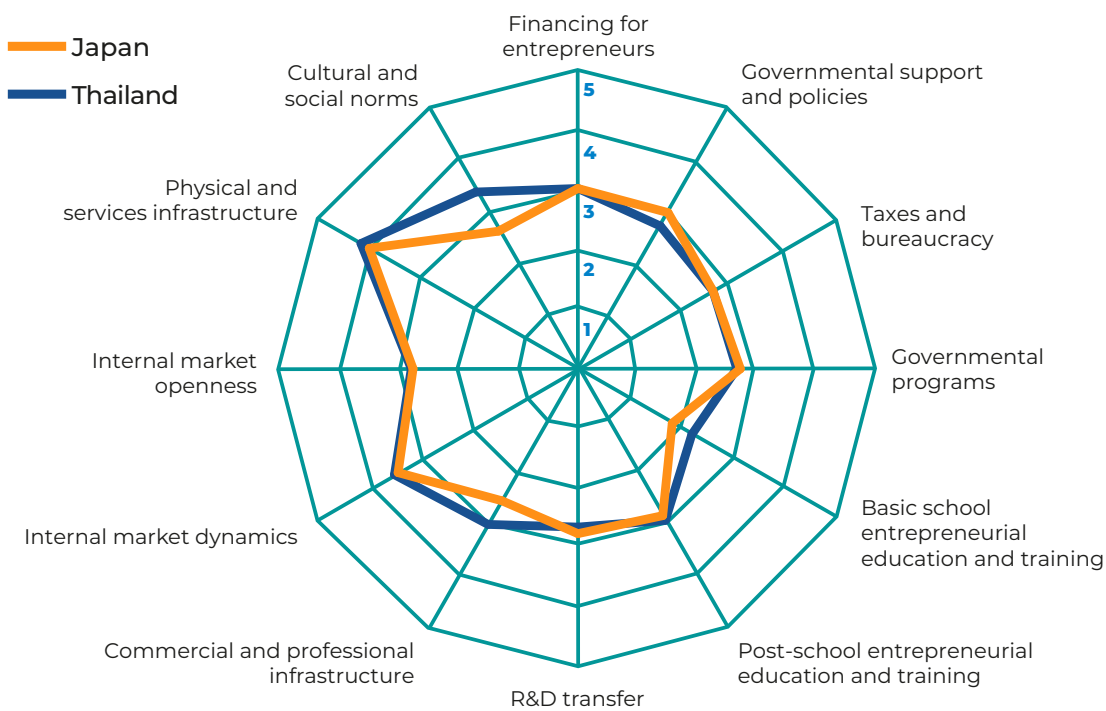 Japan
Thailand
Financing for
entrepreneurs
Governmental support
and policies
Taxes and
bureaucracy
Governmental
programs
Basic school
entrepreneurial
education and training
Post-school entrepreneurial
education and training
R&D transfer
Commercial and professional
infrastructure
Internal market dynamics
Internal market
openness
Physical and
services infrastructure
Cultural and
social norms
5
4
3
2
1